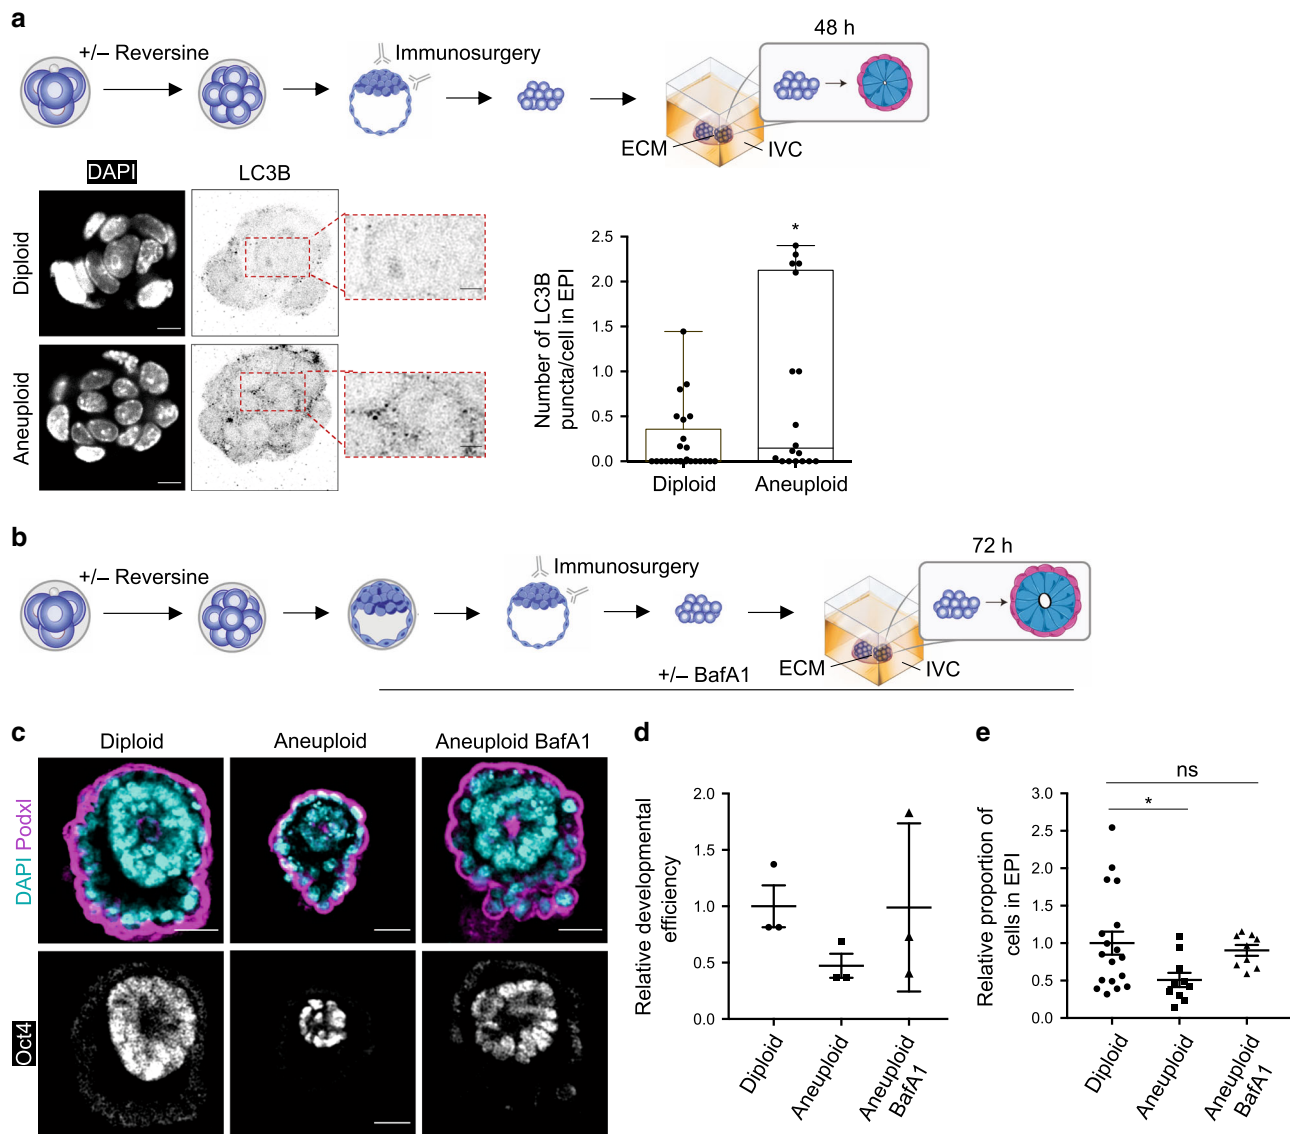 a
+/– Reversine
Immunosurgery
48 h
ECM
IVC
DAPI
LC3B
Diploid
Aneuploid
Number of LC3B
puncta/cell in EPI
2.5
2.0
1.5
1.0
0.5
0.0
*
Diploid
Aneuploid
b
+/– Reversine
Immunosurgery
72 h
ECM
IVC
+/– BafA1
c
Diploid
Aneuploid
Aneuploid BafA1
DAPI Podxl
Oct4
d
Relative developmental
efficiency
2.0
1.5
1.0
0.5
0.0
Diploid
Aneuploid
Aneuploid
BafA1
e
Relative proportion of
cells in EPI
3.0
2.5
2.0
1.5
1.0
0.5
0.0
ns
*
Diploid
Aneuploid
Aneuploid
BafA1